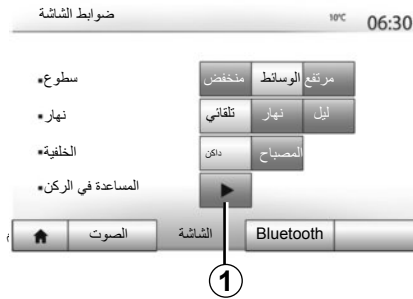 ضوابط الشاشة 10°C 06:30
سطوع منخفض الوسائط مرتفع
نهار تلقائي نهار ليل
الخلفية داكن المصباح
المساعدة في الركن
الصوت الشاشة Bluetooth
1